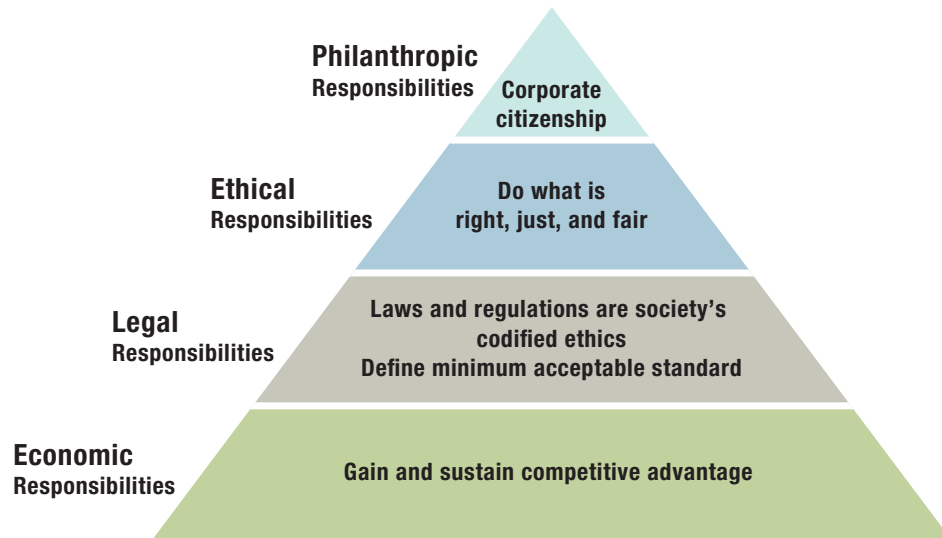 Philanthropic
Responsibilities
Corporate
citizenship
Ethical
Responsibilities
Do what is
right, just, and fair
Legal
Responsibilities
Laws and regulations are society’s
codified ethics
Define minimum acceptable standard
Economic
Responsibilities
Gain and sustain competitive advantage